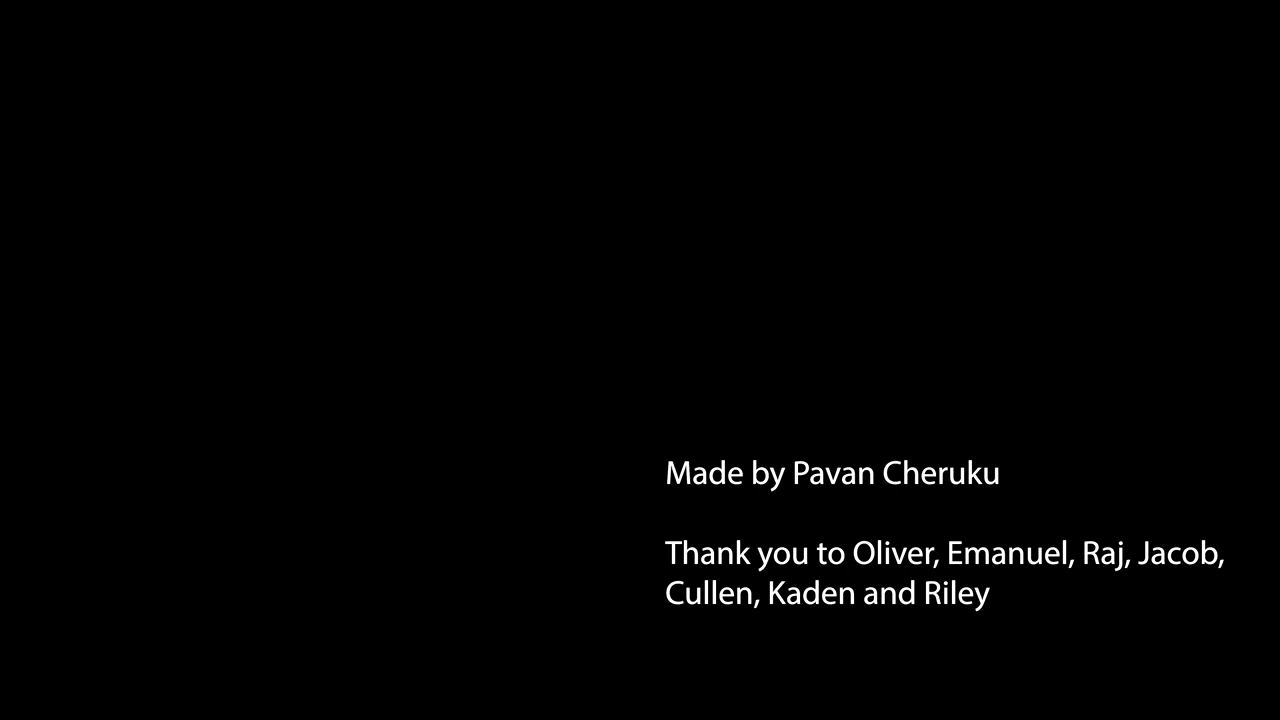 Made by Pavan Cheruku
Thank you to Oliver, Emanuel, Raj, Jacob,
Cullen, Kaden and Riley